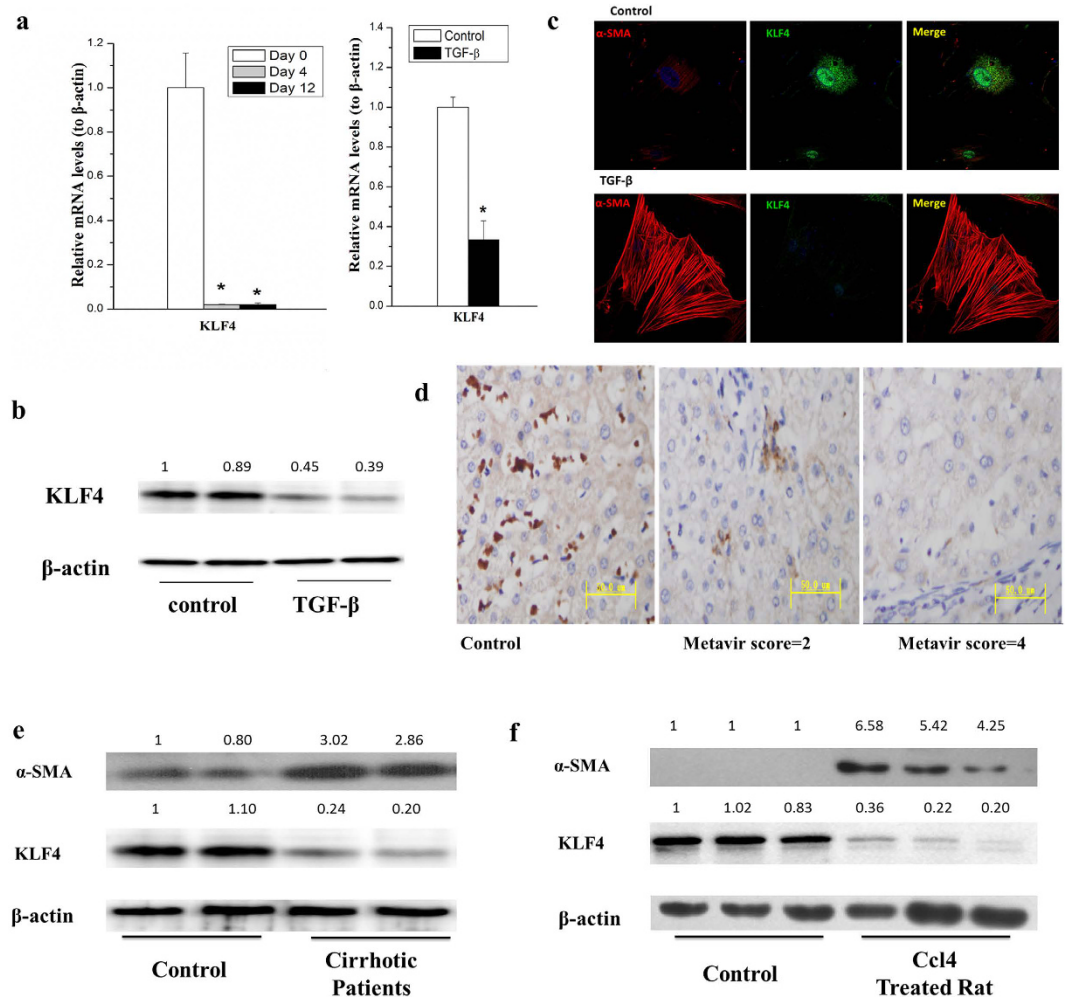 a
Relative mRNA levels (to β-actin)
1.2
1.0
0.8
0.6
0.4
0.2
0.0
Day 0
Day 4
Day 12
*
*
KLF4
Relative mRNA levels (to β-actin)
1.4
1.2
1.0
0.8
0.6
0.4
0.2
0.0
Control
TGF-β
*
KLF4
c
Control
α-SMA
KLF4
Merge
TGF-β
α-SMA
KLF4
Merge
b
1 0.89 0.45 0.39
KLF4
β-actin
control TGF-β
d
50.0 um
50.0 um
Control Metavir score=2 Metavir score=4
e
1 0.80 3.02 2.86
α-SMA
1 1.10 0.24 0.20
KLF4
β-actin
Control
Cirrhotic
Patients
f
1 1 1 6.58 5.42 4.25
α-SMA
1 1.02 0.83 0.36 0.22 0.20
KLF4
β-actin
Control
Ccl4
Treated Rat